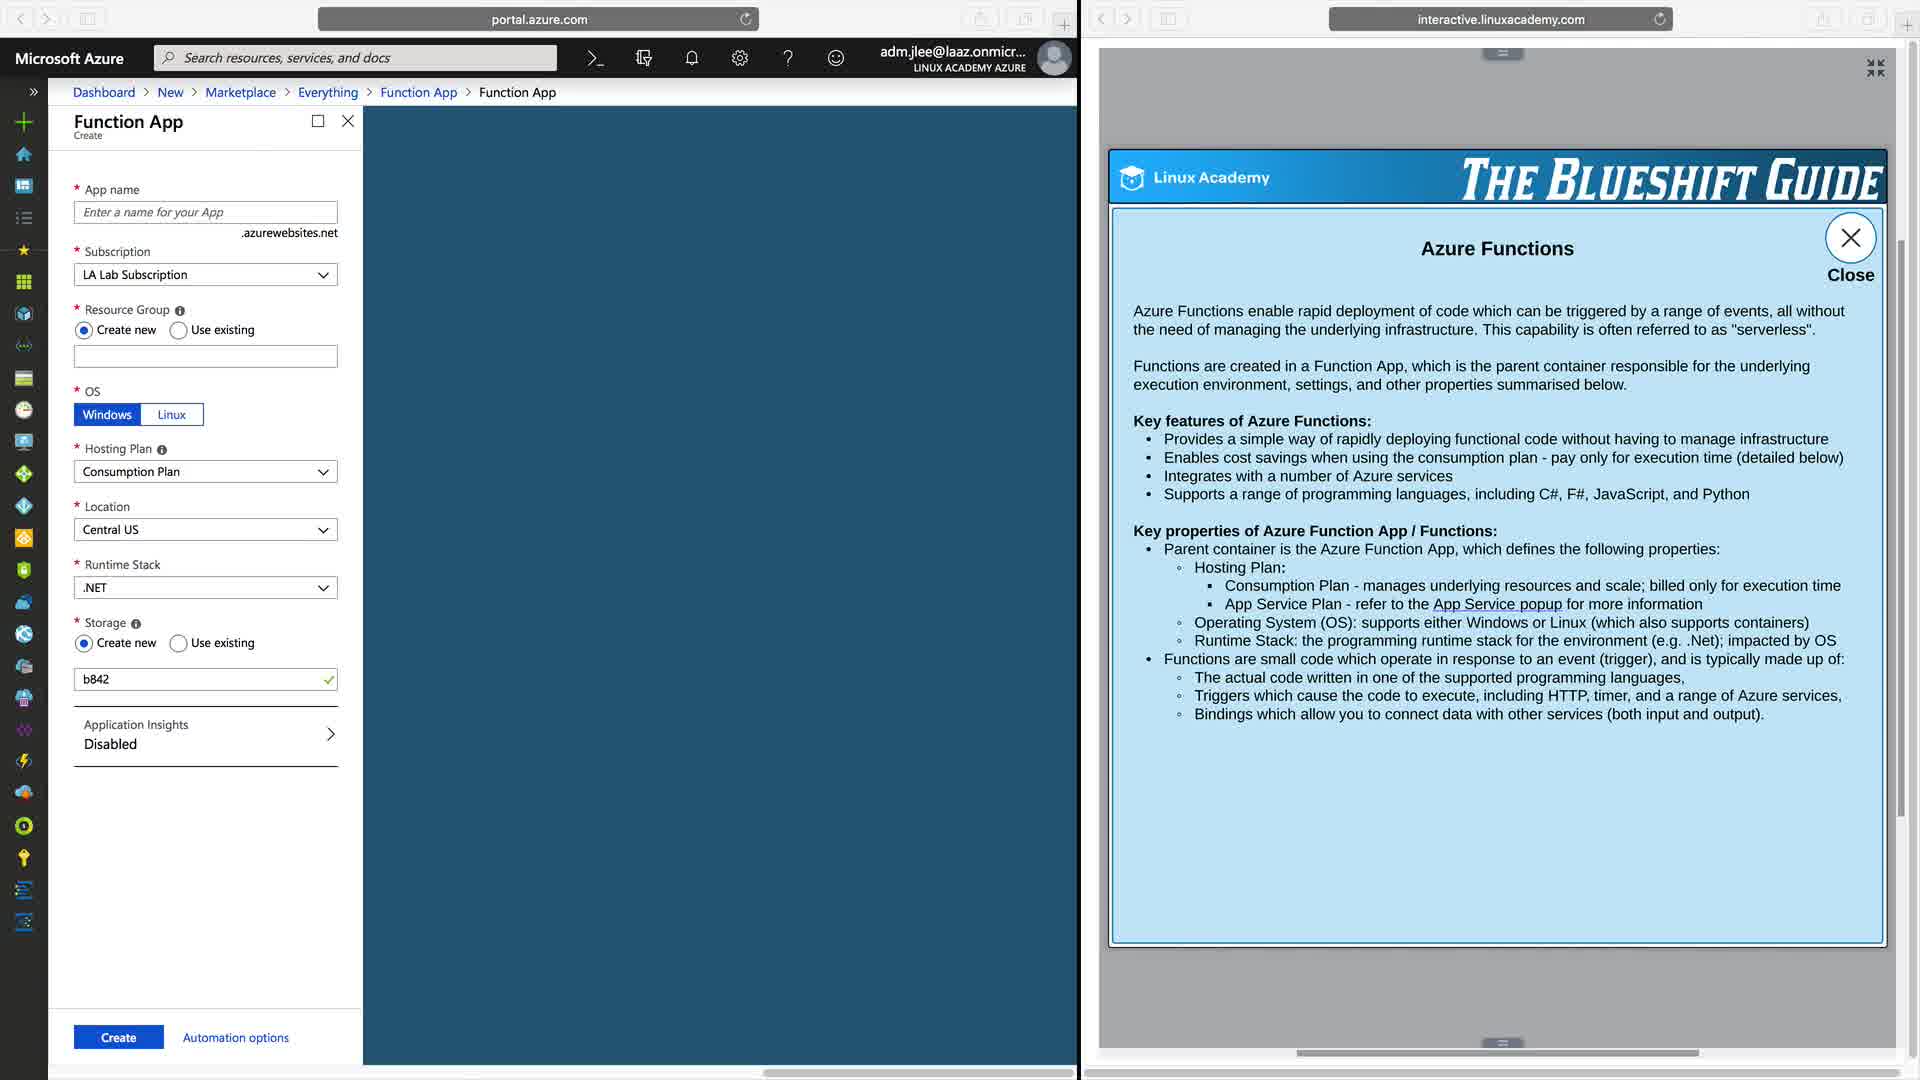 portal.azure.com
Microsoft Azure
Search resources, services, and docs
adm.jlee@laaz.onmicr...
LINUX ACADEMY AZURE
Dashboard > New > Marketplace > Everything > Function App > Function App
Function App
Create
* App name
Enter a name for your App
.azurewebsites.net
* Subscription
LA Lab Subscription
* Resource Group
Create new Use existing
* OS
Windows Linux
* Hosting Plan
Consumption Plan
* Location
Central US
* Runtime Stack
.NET
* Storage
Create new Use existing
b842
Application Insights
Disabled
Create Automation options
interactive.linuxacademy.com
Linux Academy
THE BLUESHIFT GUIDE
Azure Functions
Close
Azure Functions enable rapid deployment of code which can be triggered by a range of events, all without
the need of managing the underlying infrastructure. This capability is often referred to as "serverless".
Functions are created in a Function App, which is the parent container responsible for the underlying
execution environment, settings, and other properties summarised below.
Key features of Azure Functions:
• Provides a simple way of rapidly deploying functional code without having to manage infrastructure
• Enables cost savings when using the consumption plan - pay only for execution time (detailed below)
• Integrates with a number of Azure services
• Supports a range of programming languages, including C#, F#, JavaScript, and Python
Key properties of Azure Function App / Functions:
• Parent container is the Azure Function App, which defines the following properties:
◦ Hosting Plan:
▪ Consumption Plan - manages underlying resources and scale; billed only for execution time
▪ App Service Plan - refer to the App Service popup for more information
◦ Operating System (OS): supports either Windows or Linux (which also supports containers)
◦ Runtime Stack: the programming runtime stack for the environment (e.g. .Net); impacted by OS
• Functions are small code which operate in response to an event (trigger), and is typically made up of:
◦ The actual code written in one of the supported programming languages,
◦ Triggers which cause the code to execute, including HTTP, timer, and a range of Azure services,
◦ Bindings which allow you to connect data with other services (both input and output).